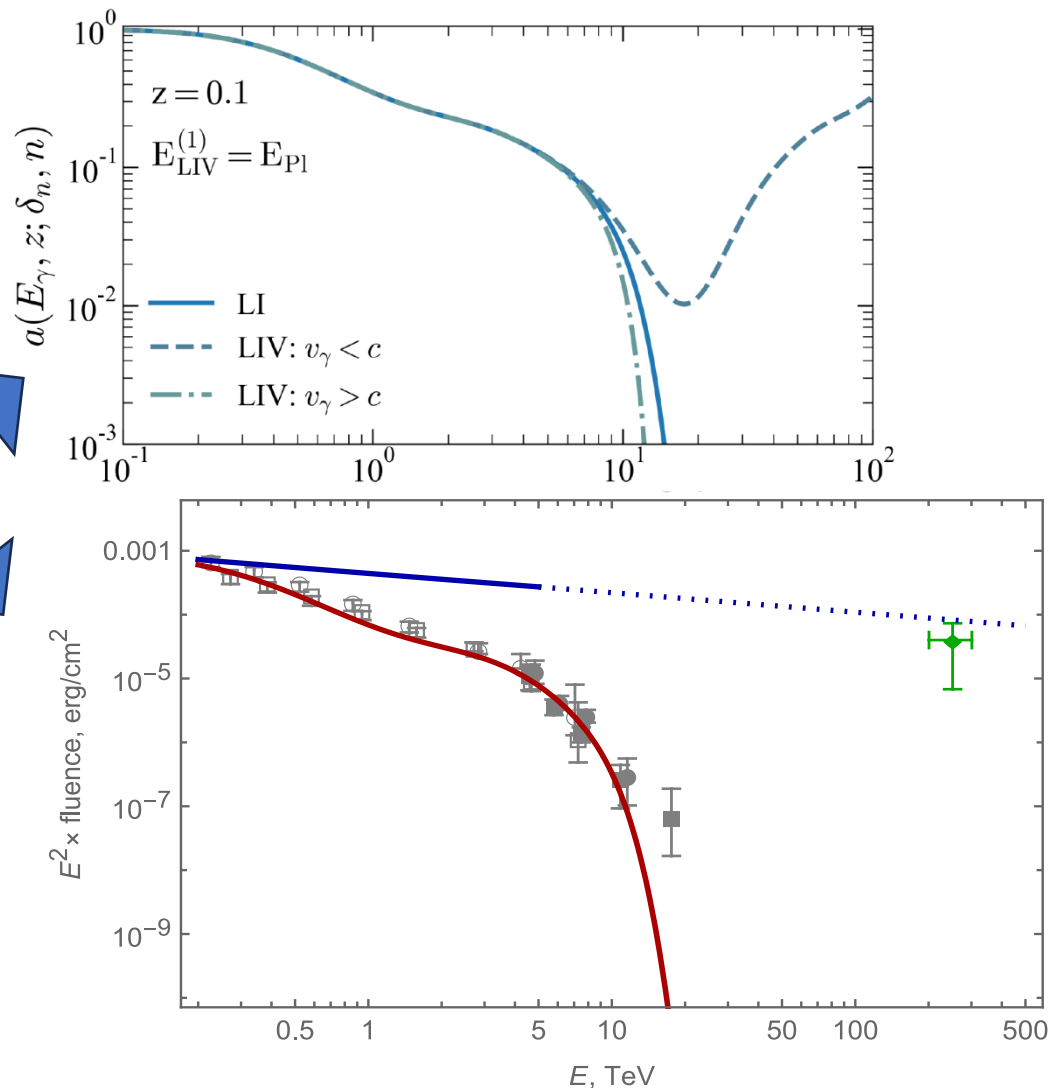 10^0
z = 0.1
E_LIV^(1) = E_Pl
10^-1
a(E_γ, z; δ_n, n)
10^-2
LI
LIV: v_γ < c
LIV: v_γ > c
10^-3
10^-1 10^0 10^1 10^2
0.001
10^-5
E^2 × fluence, erg/cm^2
10^-7
10^-9
0.5 1 5 10 50 100 500
E, TeV